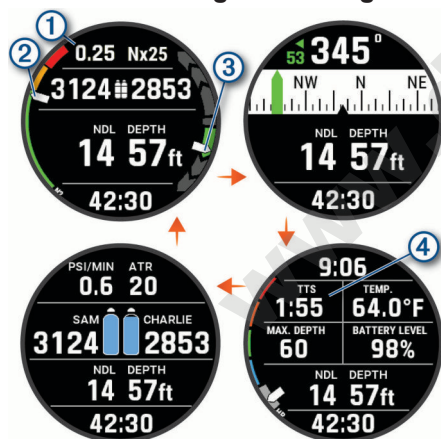 1
0.25 Nx25
2
3124 2853
3
NDL DEPTH
14 57ft
42:30
N2
53 345°
NW N NE
NDL DEPTH
14 57ft
42:30
PSI/MIN ATR
0.6 20
SAM CHARLIE
3124 2853
NDL DEPTH
14 57ft
42:30
4
9:06
TTS TEMP.
1:55 64.0°F
MAX. DEPTH BATTERY LEVEL
60 98%
NDL DEPTH
14 57ft
42:30